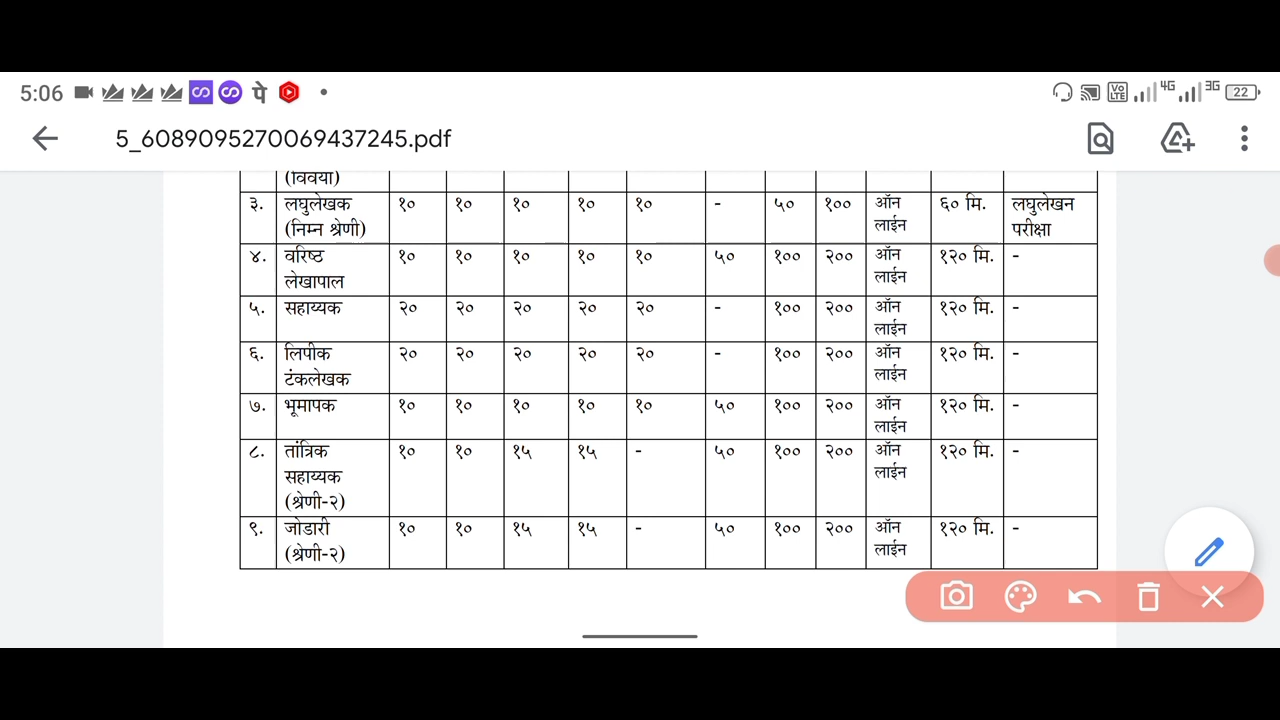 5:06 पे VO LTE 4G 3G 22
5_6089095270069437245.pdf
(विवया)
३. लघुलेखक १० १० १० १० १० - ५० १०० ऑन ६० मि. लघुलेखन
(निम्न श्रेणी) लाईन परीक्षा
४. वरिष्ठ १० १० १० १० १० ५० १०० २०० ऑन १२० मि. -
लेखापाल लाईन
५. सहाय्यक २० २० २० २० २० - १०० २०० ऑन १२० मि. -
लाईन
६. लिपीक २० २० २० २० २० - १०० २०० ऑन १२० मि. -
टंकलेखक लाईन
७. भूमापक १० १० १० १० १० ५० १०० २०० ऑन १२० मि. -
लाईन
८. तांत्रिक १० १० १५ १५ - ५० १०० २०० ऑन १२० मि. -
सहाय्यक लाईन
(श्रेणी-२)
९. जोडारी १० १० १५ १५ - ५० १०० २०० ऑन १२० मि. -
(श्रेणी-२) लाईन